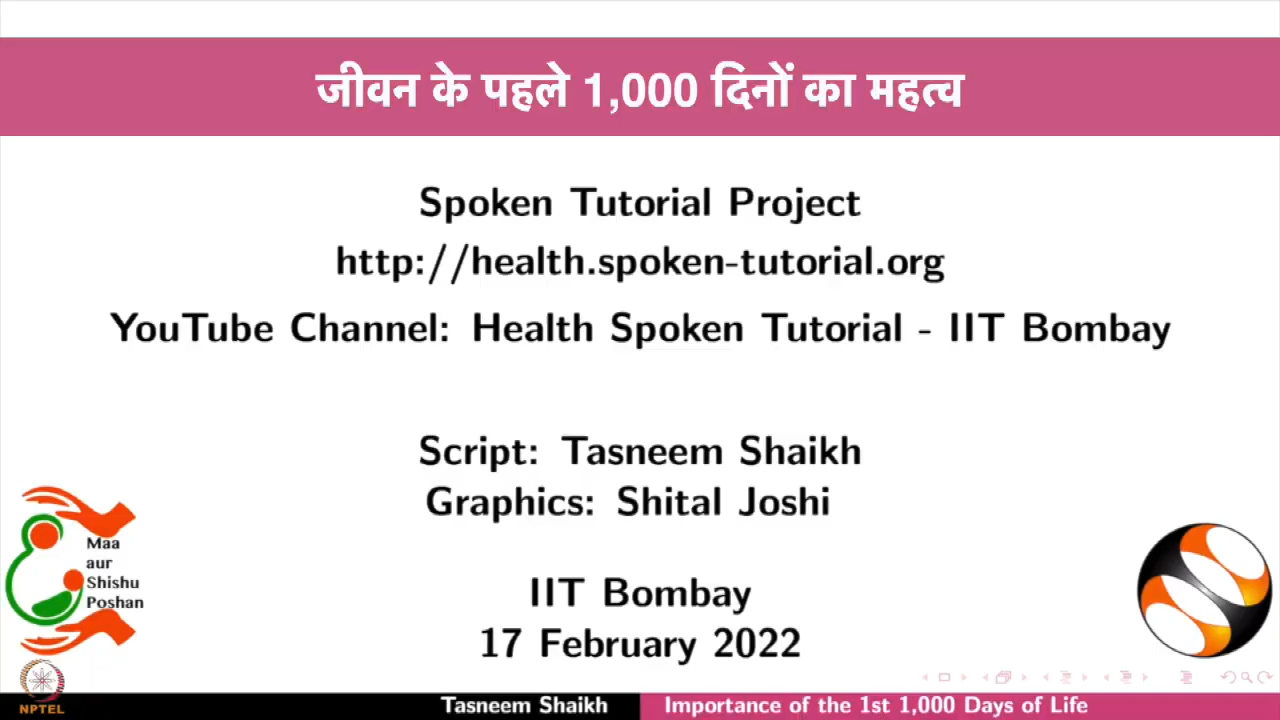 जीवन के पहले 1,000 दिनों का महत्व
Spoken Tutorial Project
http://health.spoken-tutorial.org
YouTube Channel: Health Spoken Tutorial - IIT Bombay
Script: Tasneem Shaikh
Graphics: Shital Joshi
Maa
aur
Shishu
Poshan
IIT Bombay
17 February 2022
NPTEL
Tasneem Shaikh
Importance of the 1st 1,000 Days of Life